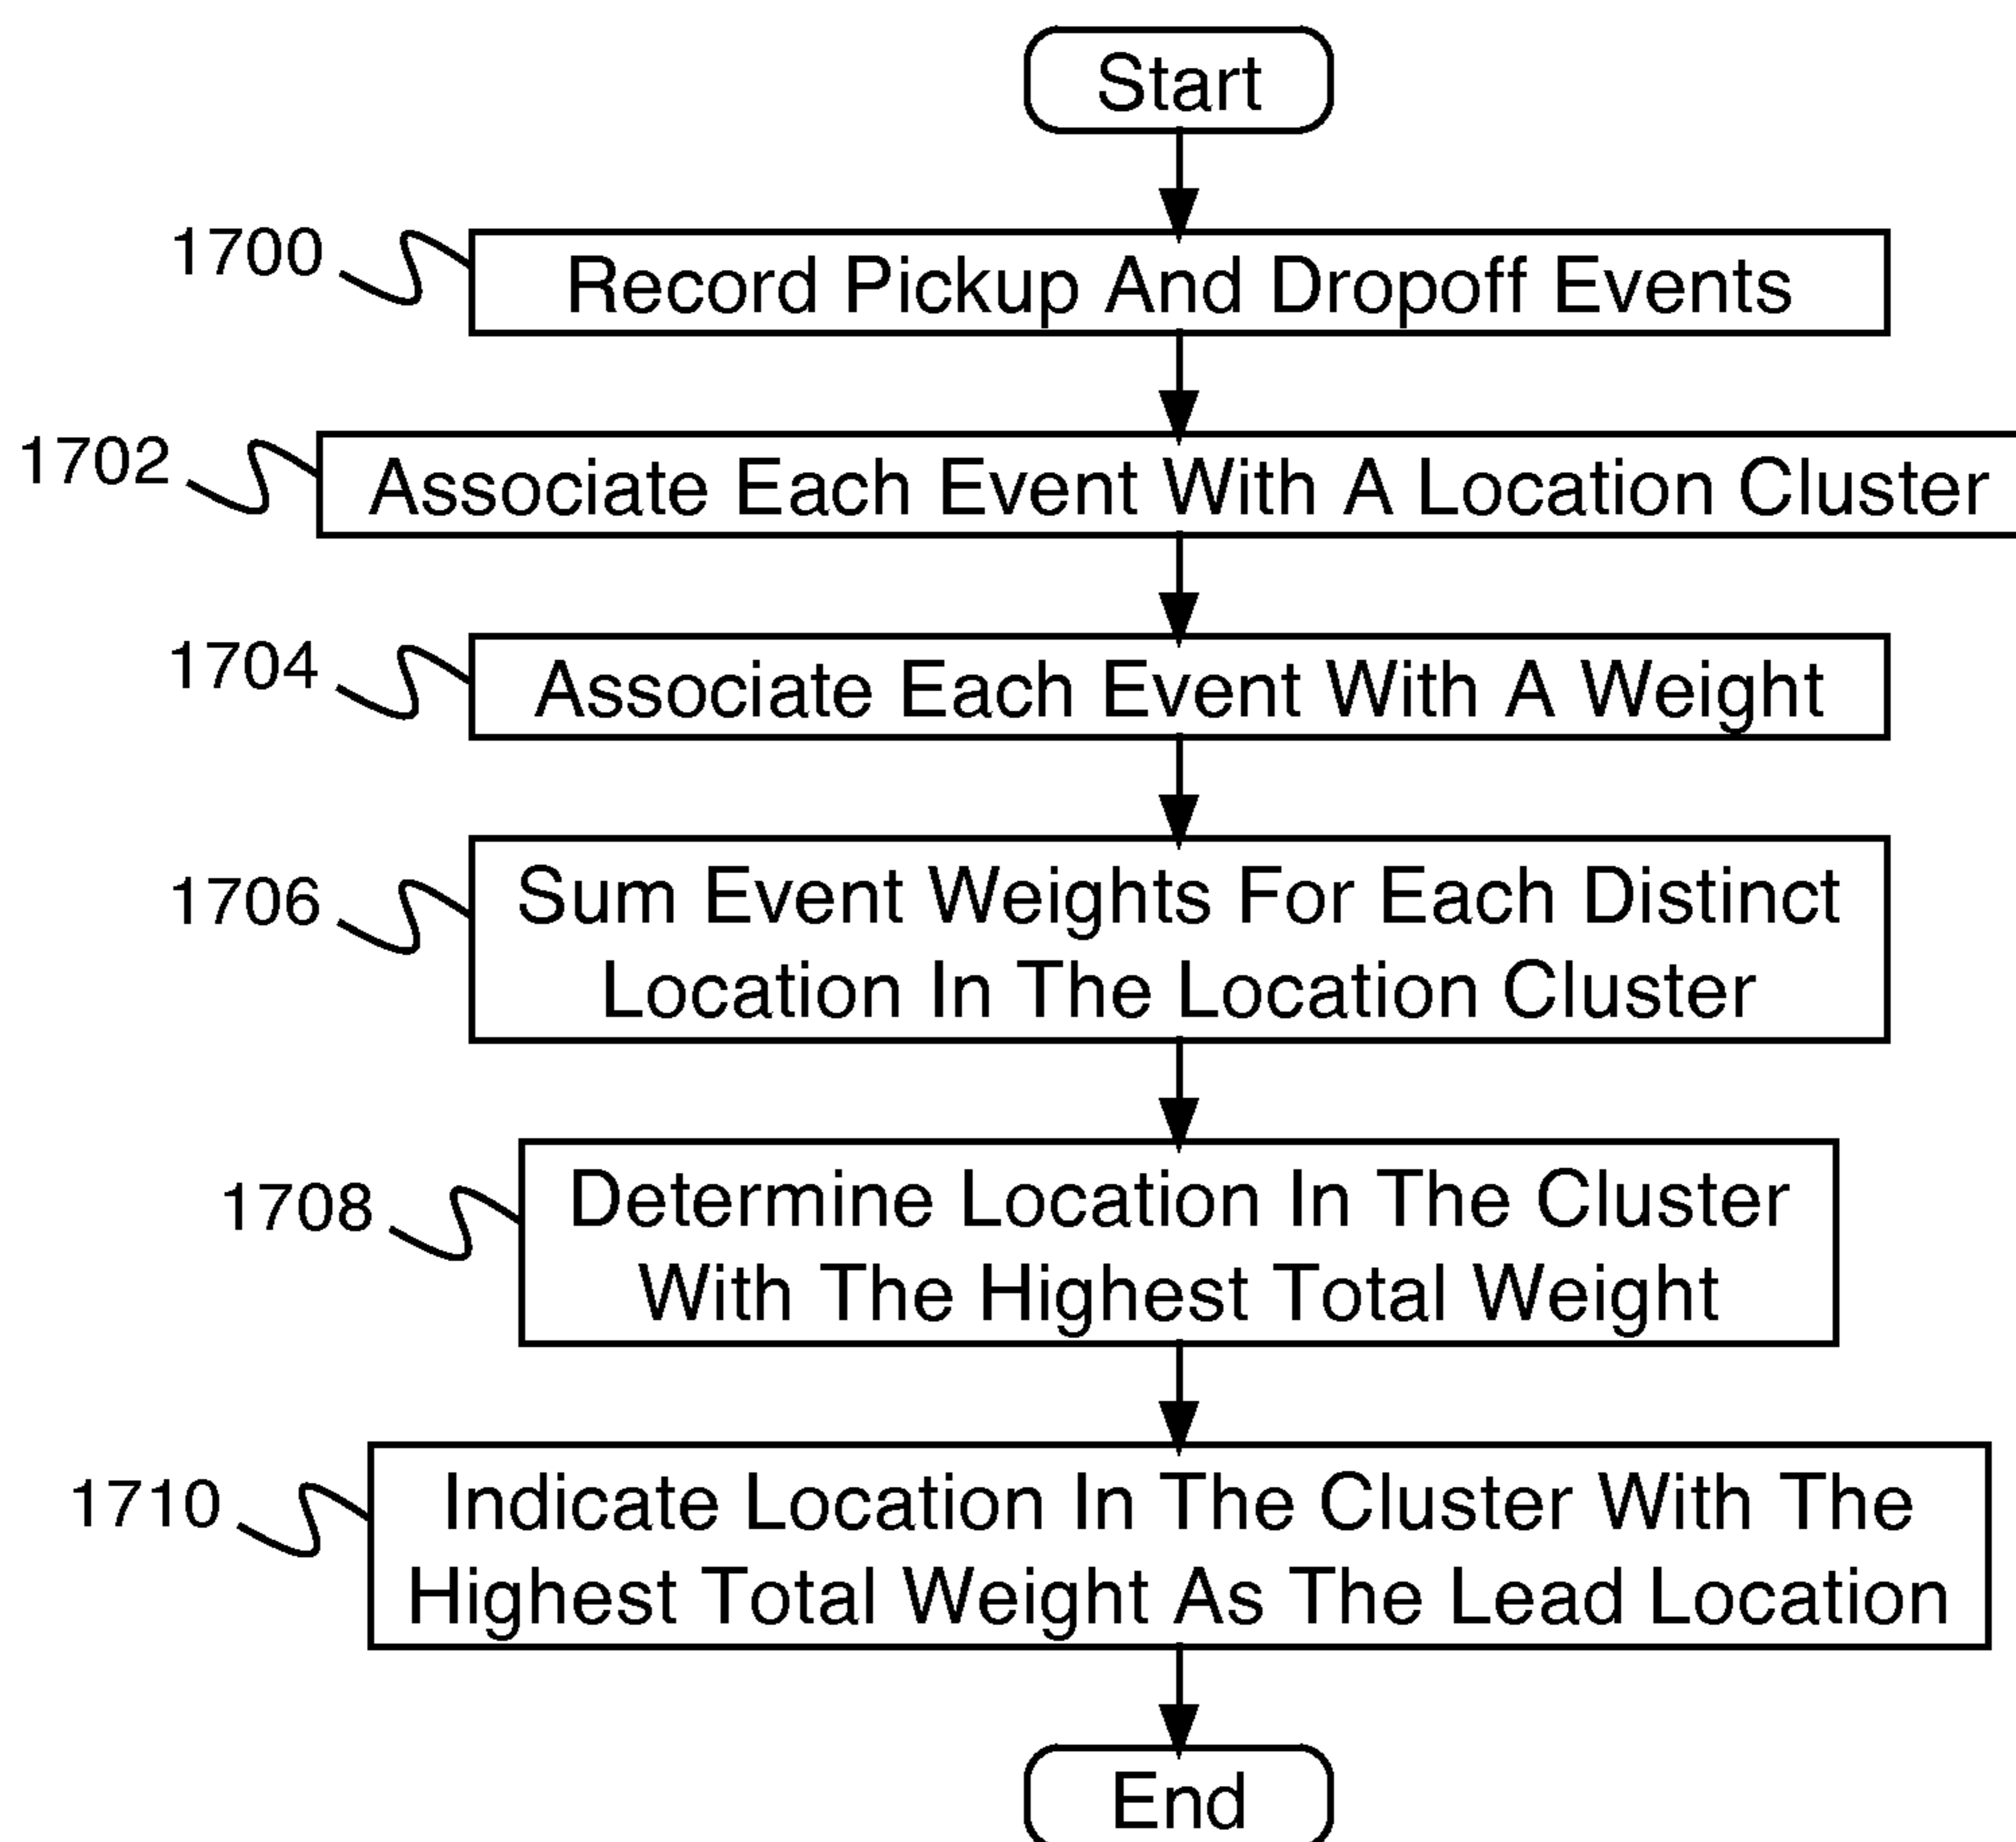 Start
1700
Record Pickup And Dropoff Events
1702
Associate Each Event With A Location Cluster
1704
Associate Each Event With A Weight
1706
Sum Event Weights For Each Distinct
Location In The Location Cluster
1708
Determine Location In The Cluster
With The Highest Total Weight
1710
Indicate Location In The Cluster With The
Highest Total Weight As The Lead Location
End